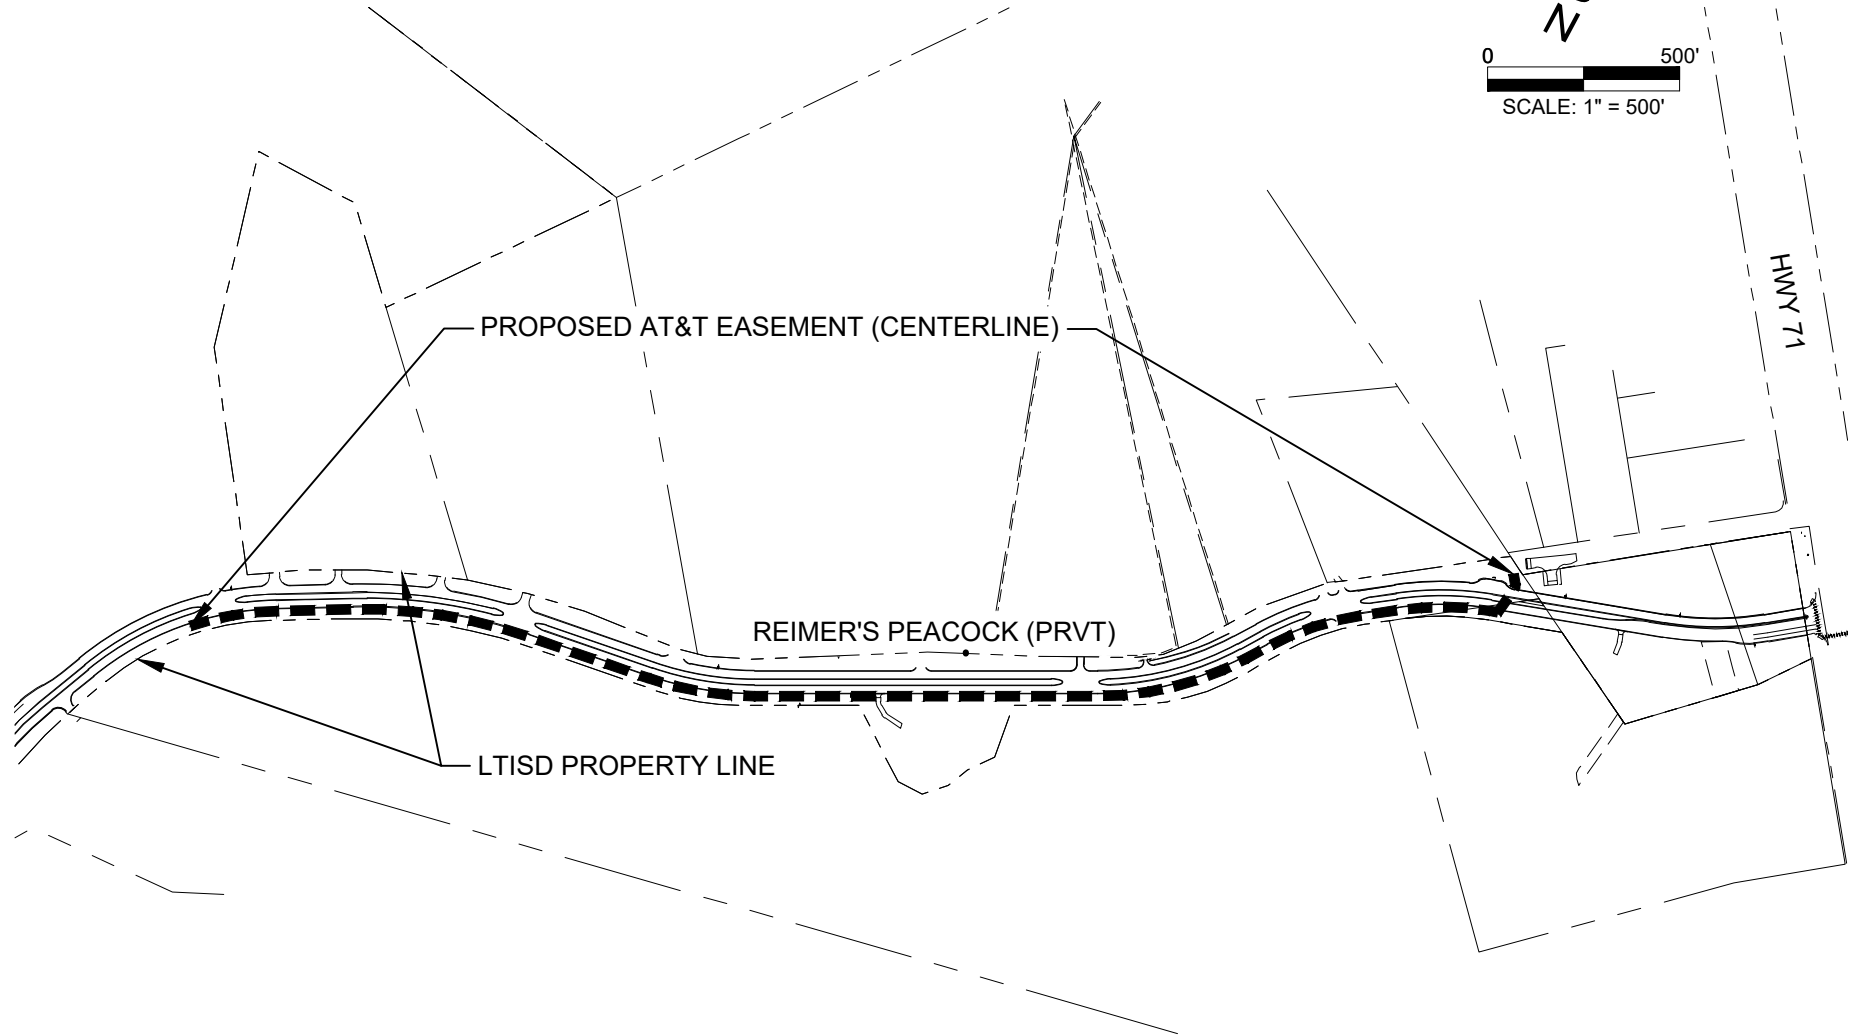 N
0 500'
SCALE: 1" = 500'
HWY 71
PROPOSED AT&T EASEMENT (CENTERLINE)
REIMER'S PEACOCK (PRVT)
LTISD PROPERTY LINE